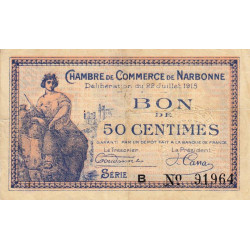 CHAMBRE DE COMMERCE DE NARBONNE
Délibération du 22 Juillet 1915
BON
DE
50 CENTIMES
GARANTI PAR UN DÉPÔT FAIT À LA BANQUE DE FRANCE
Le Trésorier
Le Président
SÉRIE B No 91964